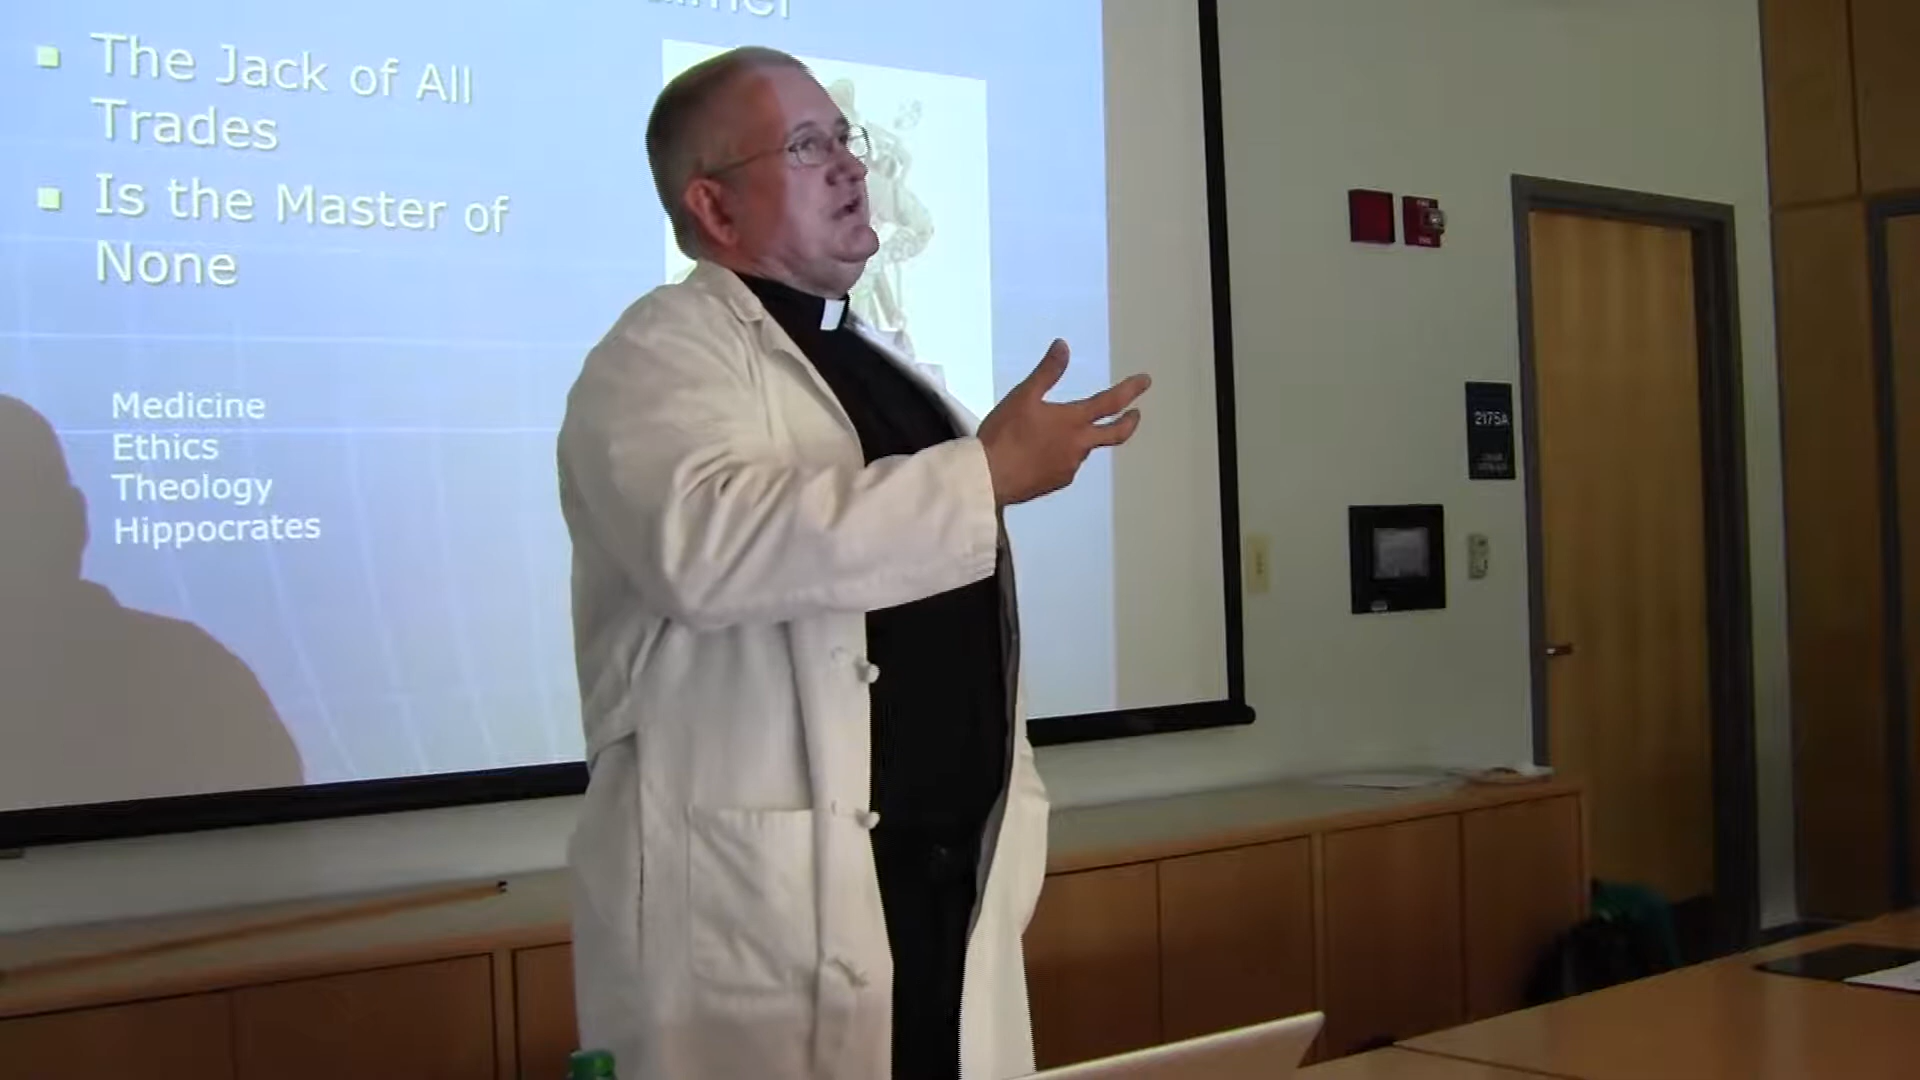 The Jack of All
Trades
Is the Master of
None
Medicine
Ethics
Theology
Hippocrates
2175A